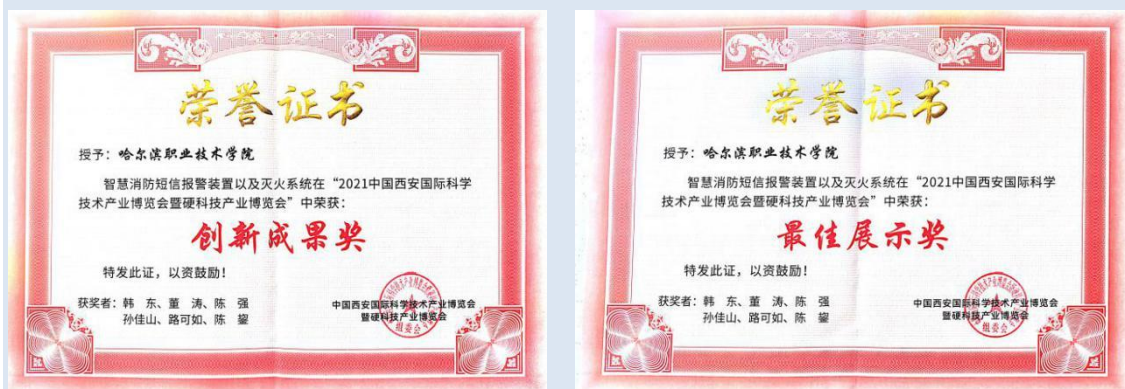 荣誉证书
授予：哈尔滨职业技术学院
智慧消防短信报警装置以及灭火系统在“2021中国西安国际科学
技术产业博览会暨硬科技产业博览会”中荣获：
创新成果奖
特发此证，以资鼓励！
获奖者：韩 东、董 涛、陈 强
孙佳山、路可如、陈 鋆
中国西安国际科学技术产业博览会
暨硬科技产业博览会
组委会
荣誉证书
授予：哈尔滨职业技术学院
智慧消防短信报警装置以及灭火系统在“2021中国西安国际科学
技术产业博览会暨硬科技产业博览会”中荣获：
最佳展示奖
特发此证，以资鼓励！
获奖者：韩 东、董 涛、陈 强
孙佳山、路可如、陈 鋆
中国西安国际科学技术产业博览会
暨硬科技产业博览会
组委会